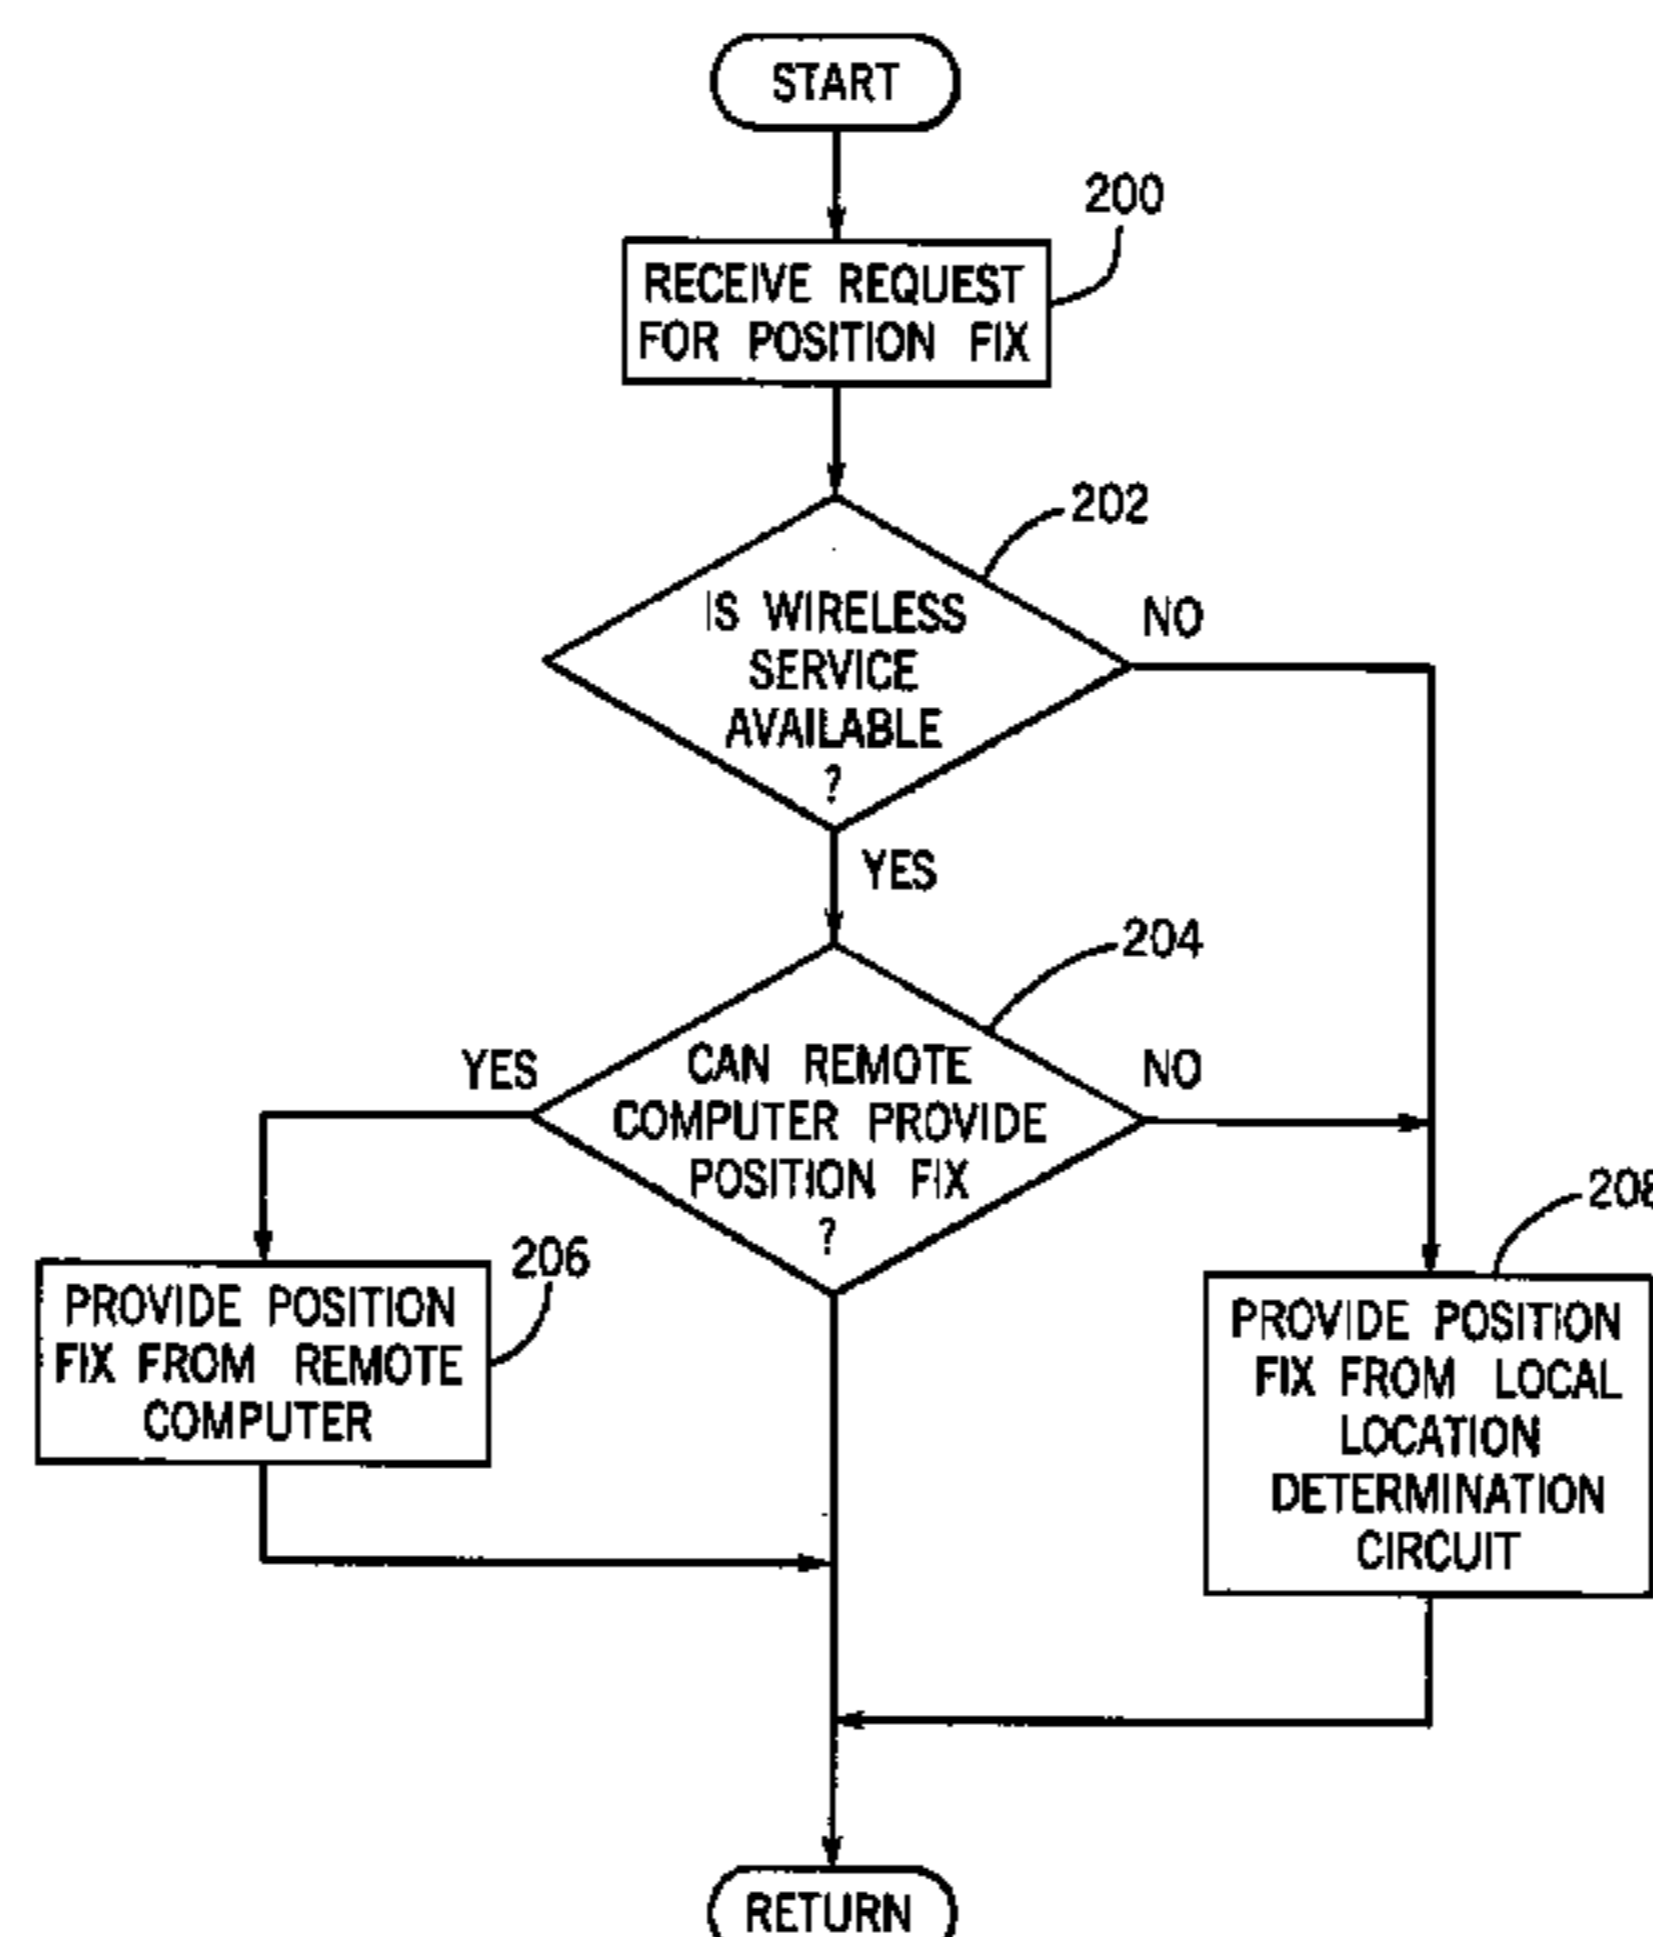 START
200
RECEIVE REQUEST
FOR POSITION FIX
202
IS WIRELESS
SERVICE
AVAILABLE
?
NO
YES
204
YES
CAN REMOTE
COMPUTER PROVIDE
POSITION FIX
?
NO
206
PROVIDE POSITION
FIX FROM REMOTE
COMPUTER
208
PROVIDE POSITION
FIX FROM LOCAL
LOCATION
DETERMINATION
CIRCUIT
RETURN